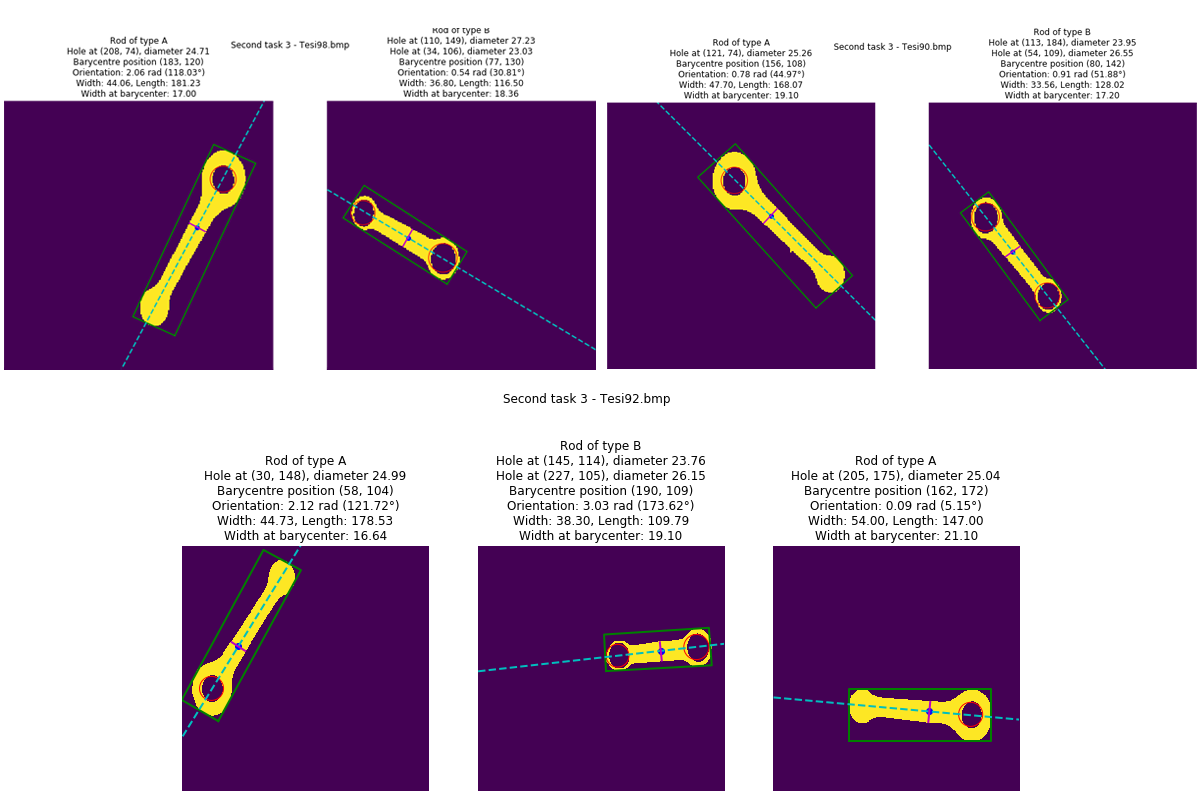 Second task 3 - Tesi98.bmp
Rod of type A
Hole at (208, 74), diameter 24.71
Barycentre position (183, 120)
Orientation: 2.06 rad (118.03°)
Width: 44.06, Length: 181.23
Width at barycenter: 17.00
Rod of type B
Hole at (110, 149), diameter 27.23
Hole at (34, 106), diameter 23.03
Barycentre position (77, 130)
Orientation: 0.54 rad (30.81°)
Width: 36.80, Length: 116.50
Width at barycenter: 18.36
Second task 3 - Tesi90.bmp
Rod of type A
Hole at (121, 74), diameter 25.26
Barycentre position (156, 108)
Orientation: 0.78 rad (44.97°)
Width: 47.70, Length: 168.07
Width at barycenter: 19.10
Rod of type B
Hole at (113, 184), diameter 23.95
Hole at (54, 109), diameter 26.55
Barycentre position (80, 142)
Orientation: 0.91 rad (51.88°)
Width: 33.56, Length: 128.02
Width at barycenter: 17.20
Second task 3 - Tesi92.bmp
Rod of type A
Hole at (30, 148), diameter 24.99
Barycentre position (58, 104)
Orientation: 2.12 rad (121.72°)
Width: 44.73, Length: 178.53
Width at barycenter: 16.64
Rod of type B
Hole at (145, 114), diameter 23.76
Hole at (227, 105), diameter 26.15
Barycentre position (190, 109)
Orientation: 3.03 rad (173.62°)
Width: 38.30, Length: 109.79
Width at barycenter: 19.10
Rod of type A
Hole at (205, 175), diameter 25.04
Barycentre position (162, 172)
Orientation: 0.09 rad (5.15°)
Width: 54.00, Length: 147.00
Width at barycenter: 21.10